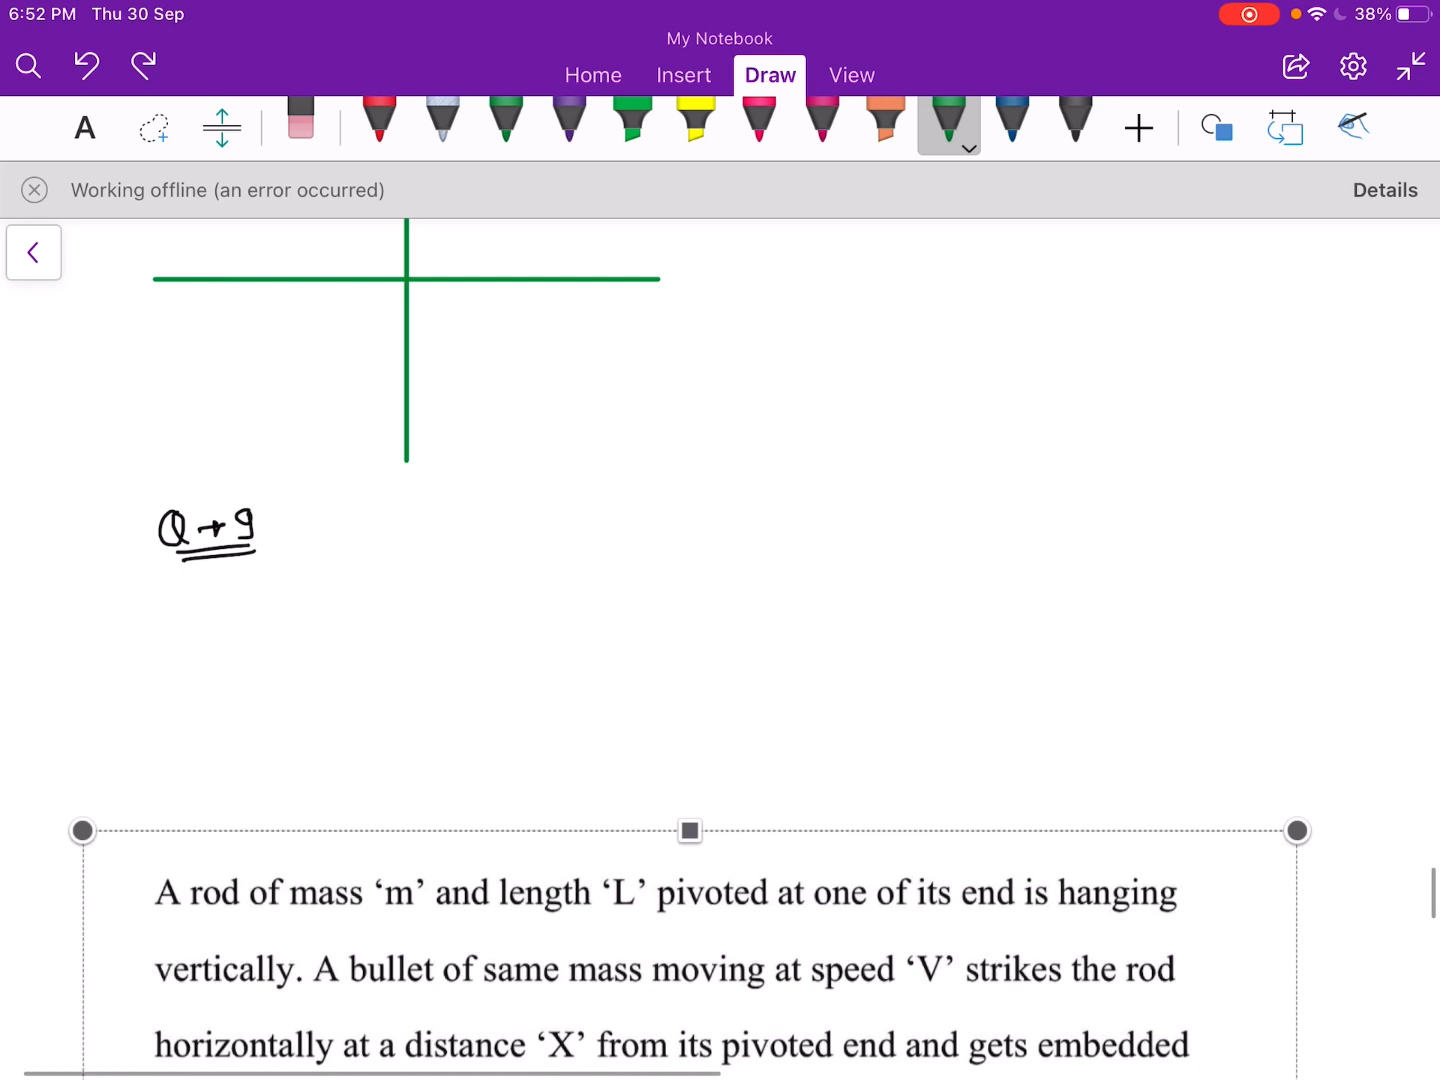 6:52 PM Thu 30 Sep
38%
My Notebook
Home Insert Draw View
A
Working offline (an error occurred) Details
Q→9
A rod of mass ‘m’ and length ‘L’ pivoted at one of its end is hanging
vertically. A bullet of same mass moving at speed ‘V’ strikes the rod
horizontally at a distance ‘X’ from its pivoted end and gets embedded